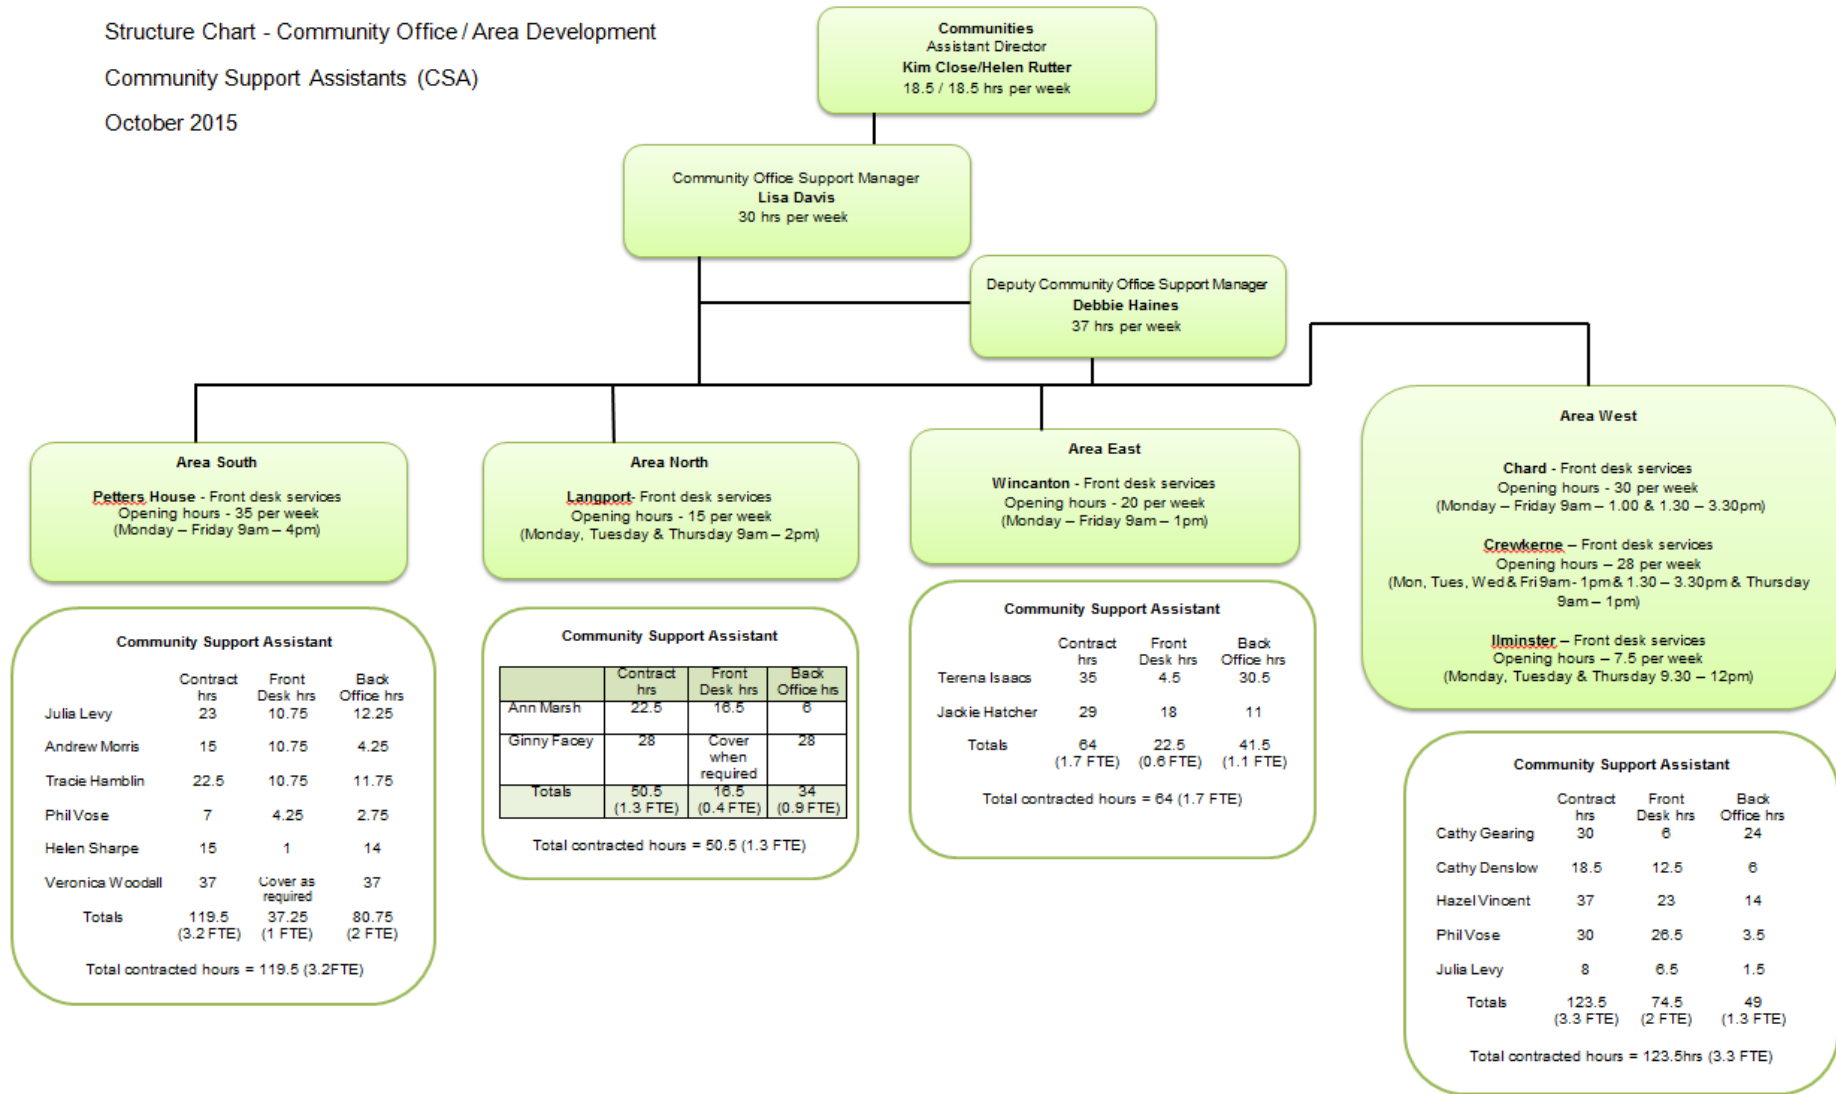 Structure Chart - Community Office / Area Development
Community Support Assistants (CSA)
October 2015
Communities
Assistant Director
Kim Close/Helen Rutter
18.5 / 18.5 hrs per week
Community Office Support Manager
Lisa Davis
30 hrs per week
Deputy Community Office Support Manager
Debbie Haines
37 hrs per week
Area South
Petters House - Front desk services
Opening hours - 35 per week
(Monday – Friday 9am – 4pm)
Area North
Langport- Front desk services
Opening hours - 15 per week
(Monday, Tuesday & Thursday 9am – 2pm)
Area East
Wincanton - Front desk services
Opening hours - 20 per week
(Monday – Friday 9am – 1pm)
Area West
Chard - Front desk services
Opening hours - 30 per week
(Monday – Friday 9am – 1.00 & 1.30 – 3.30pm)
Crewkerne – Front desk services
Opening hours – 28 per week
(Mon, Tues, Wed & Fri 9am- 1pm & 1.30 – 3.30pm & Thursday
9am – 1pm)
Ilminster – Front desk services
Opening hours – 7.5 per week
(Monday, Tuesday & Thursday 9.30 – 12pm)
Community Support Assistant
Contract Front Back
hrs Desk hrs Office hrs
Julia Levy 23 10.75 12.25
Andrew Morris 15 10.75 4.25
Tracie Hamblin 22.5 10.75 11.75
Phil Vose 7 4.25 2.75
Helen Sharpe 15 1 14
Veronica Woodall 37 Cover as 37
required
Totals 119.5 37.25 80.75
(3.2 FTE) (1 FTE) (2 FTE)
Total contracted hours = 119.5 (3.2FTE)
Community Support Assistant
Contract Front Back
hrs Desk hrs Office hrs
Ann Marsh 22.5 16.5 6
Ginny Facey 28 Cover 28
when
required
Totals 50.5 16.5 34
(1.3 FTE) (0.4 FTE) (0.9 FTE)
Total contracted hours = 50.5 (1.3 FTE)
Community Support Assistant
Contract Front Back
hrs Desk hrs Office hrs
Terena Isaacs 35 4.5 30.5
Jackie Hatcher 29 18 11
Totals 64 22.5 41.5
(1.7 FTE) (0.6 FTE) (1.1 FTE)
Total contracted hours = 64 (1.7 FTE)
Community Support Assistant
Contract Front Back
hrs Desk hrs Office hrs
Cathy Gearing 30 6 24
Cathy Denslow 18.5 12.5 6
Hazel Vincent 37 23 14
Phil Vose 30 26.5 3.5
Julia Levy 8 6.5 1.5
Totals 123.5 74.5 49
(3.3 FTE) (2 FTE) (1.3 FTE)
Total contracted hours = 123.5hrs (3.3 FTE)